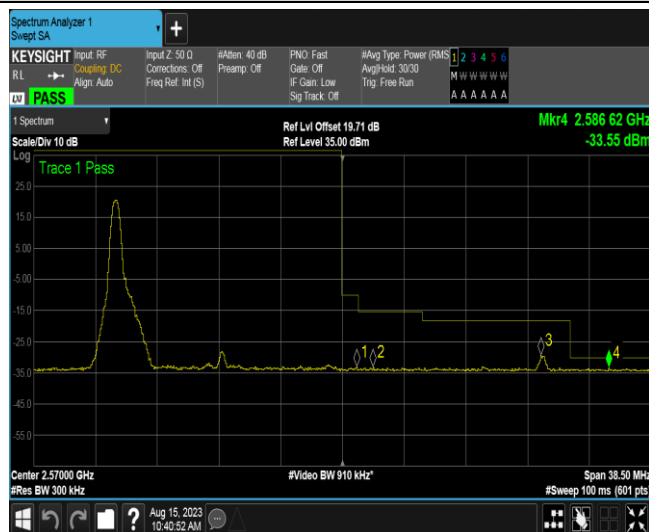 Spectrum Analyzer 1
Swept SA
+
KEYSIGHT
RL
LXI PASS
Input: RF
Coupling: DC
Align: Auto
Input Z: 50 Ω
Corrections: Off
Freq Ref: Int (S)
#Atten: 40 dB
Preamp: Off
PNO: Fast
Gate: Off
IF Gain: Low
Sig Track: Off
#Avg Type: Power (RMS
Avg|Hold: 30/30
Trig: Free Run
1 2 3 4 5 6
M W W W W W
A A A A A A
1 Spectrum
Scale/Div 10 dB
Ref Lvl Offset 19.71 dB
Ref Level 35.00 dBm
Mkr4 2.586 62 GHz
-33.55 dBm
Log
Trace 1 Pass
25.0
15.0
5.00
-5.00
-15.0
-25.0
-35.0
-45.0
-55.0
1 2 3 4
Center 2.57000 GHz
#Res BW 300 kHz
#Video BW 910 kHz*
Span 38.50 MHz
#Sweep 100 ms (601 pts)
?
Aug 15, 2023
10:40:52 AM